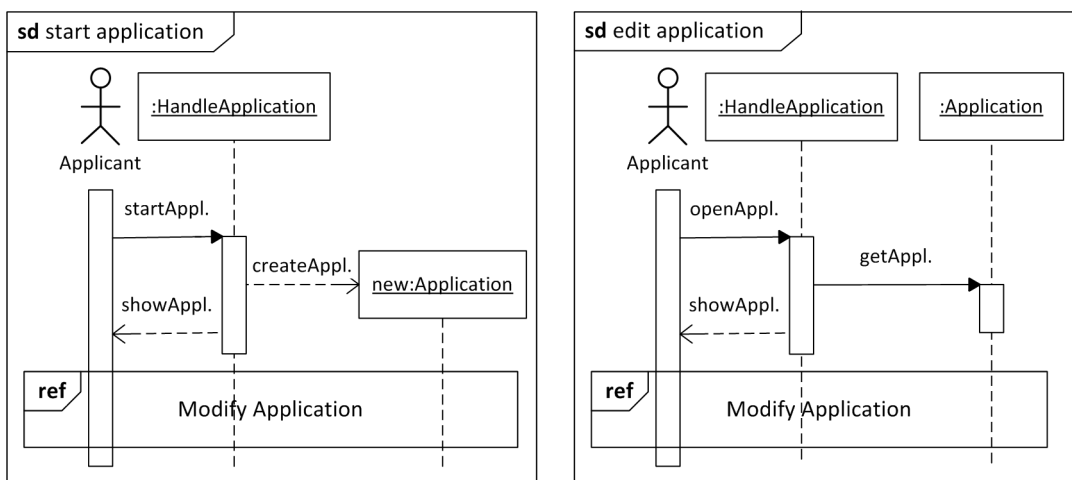 sd start application
:HandleApplication
Applicant
startAppl.
createAppl.
new:Application
showAppl.
ref
Modify Application
sd edit application
:HandleApplication
:Application
Applicant
openAppl.
getAppl.
showAppl.
ref
Modify Application